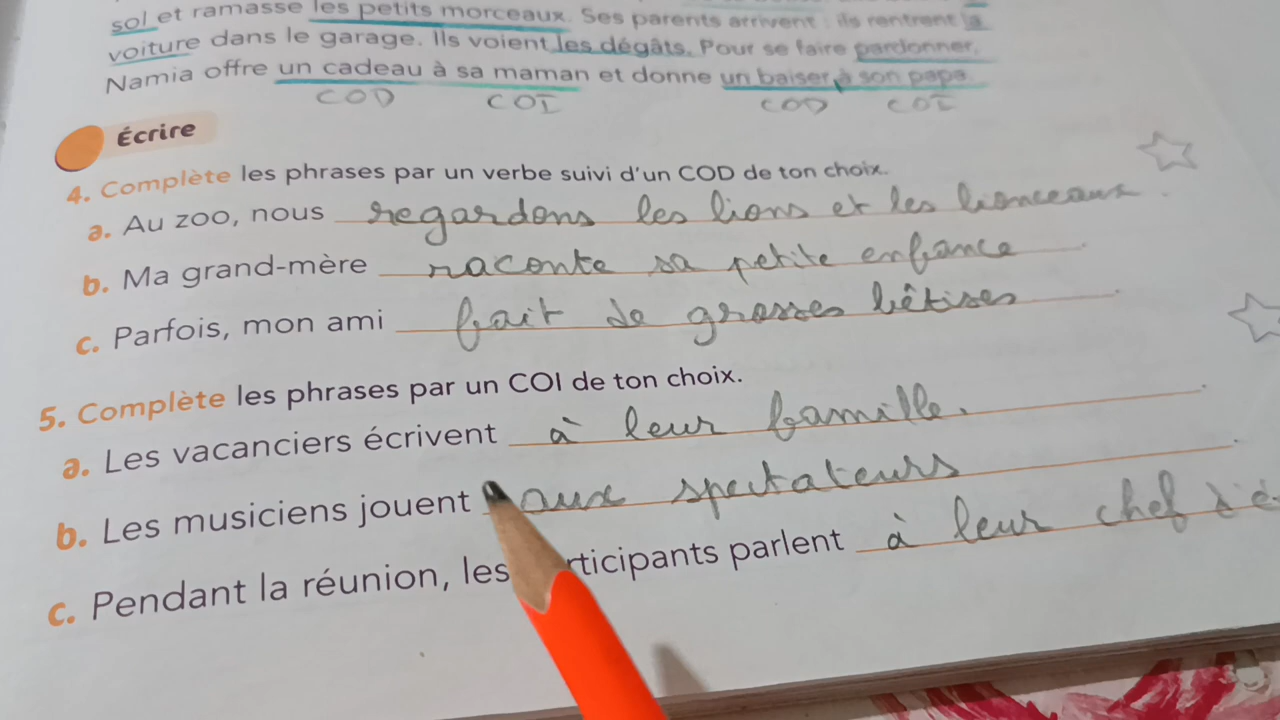 sol et ramasse les petits morceaux. Ses parents arrivent : ils rentrent la
voiture dans le garage. Ils voient les dégâts. Pour se faire pardonner,
Namia offre un cadeau à sa maman et donne un baiser à son papa.
COD COI COD COI
Écrire
4. Complète les phrases par un verbe suivi d'un COD de ton choix.
a. Au zoo, nous regardons les lions et les lionceaux.
b. Ma grand-mère raconte sa petite enfance.
c. Parfois, mon ami fait de grosses bêtises.
5. Complète les phrases par un COI de ton choix.
a. Les vacanciers écrivent à leur famille.
b. Les musiciens jouent aux spectateurs.
c. Pendant la réunion, les participants parlent à leur chef